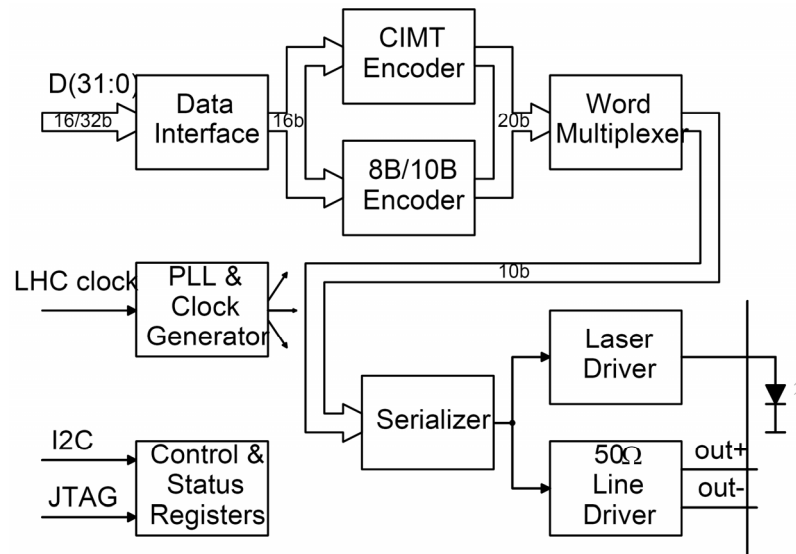 D(31:0)
16/32b
Data
Interface
16b
CIMT
Encoder
8B/10B
Encoder
20b
Word
Multiplexer
10b
LHC clock
PLL &
Clock
Generator
Serializer
Laser
Driver
50Ω
Line
Driver
out+
out-
I2C
JTAG
Control &
Status
Registers